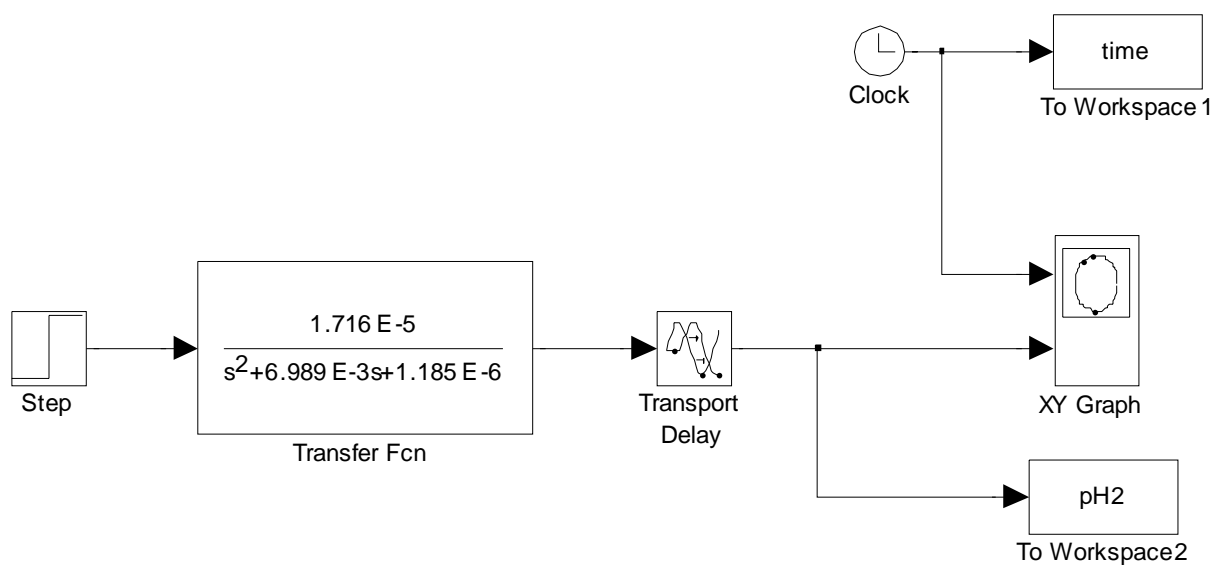 time
Clock
To Workspace1
1.716 E-5
s2+6.989 E-3s+1.185 E-6
Step
Transfer Fcn
Transport
Delay
XY Graph
pH2
To Workspace2